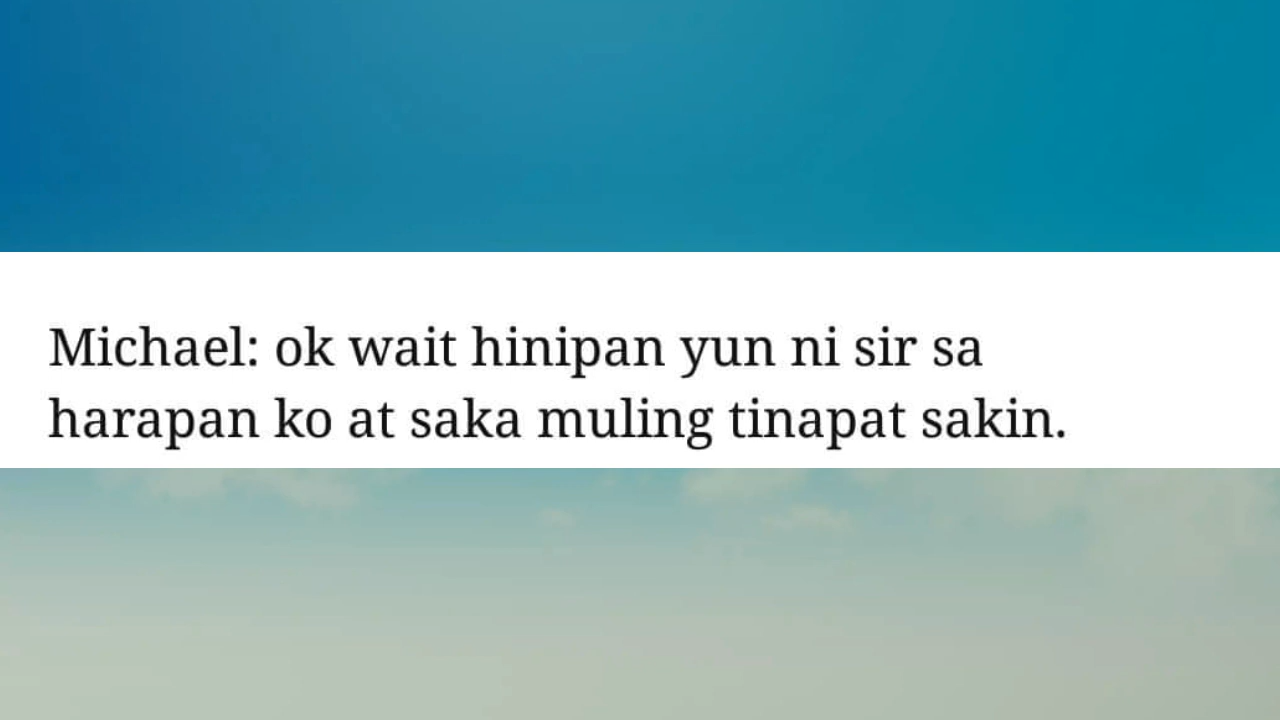 Michael: ok wait hinipan yun ni sir sa
harapan ko at saka muling tinapat sakin.